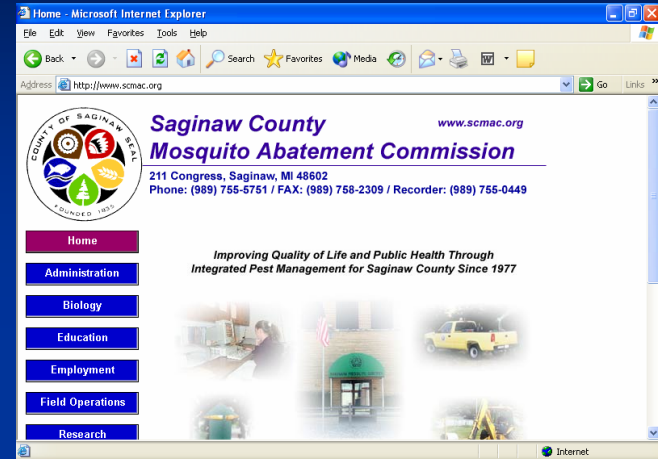 Home - Microsoft Internet Explorer
File Edit View Favorites Tools Help
Back Search Favorites Media
Address http://www.scmac.org Go Links »
COUNTY OF SAGINAW SEAL
FOUNDED 1835
Saginaw County www.scmac.org
Mosquito Abatement Commission
211 Congress, Saginaw, MI 48602
Phone: (989) 755-5751 / FAX: (989) 758-2309 / Recorder: (989) 755-0449
Home
Improving Quality of Life and Public Health Through
Integrated Pest Management for Saginaw County Since 1977
Administration
Biology
Education
Employment
Field Operations
Research
Internet